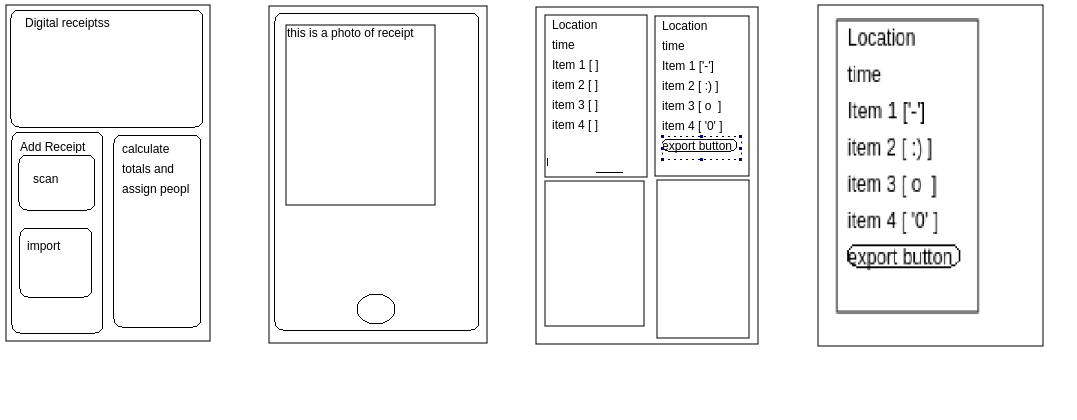 Digital receiptss
Add Receipt
scan
import
calculate
totals and
assign peopl
this is a photo of receipt
Location
time
Item 1 [ ]
item 2 [ ]
item 3 [ ]
item 4 [ ]
Location
time
Item 1 ['-']
item 2 [ :) ]
item 3 [ o  ]
item 4 [ '0' ]
export button
Location
time
Item 1 ['-']
item 2 [ :) ]
item 3 [ o  ]
item 4 [ '0' ]
export button